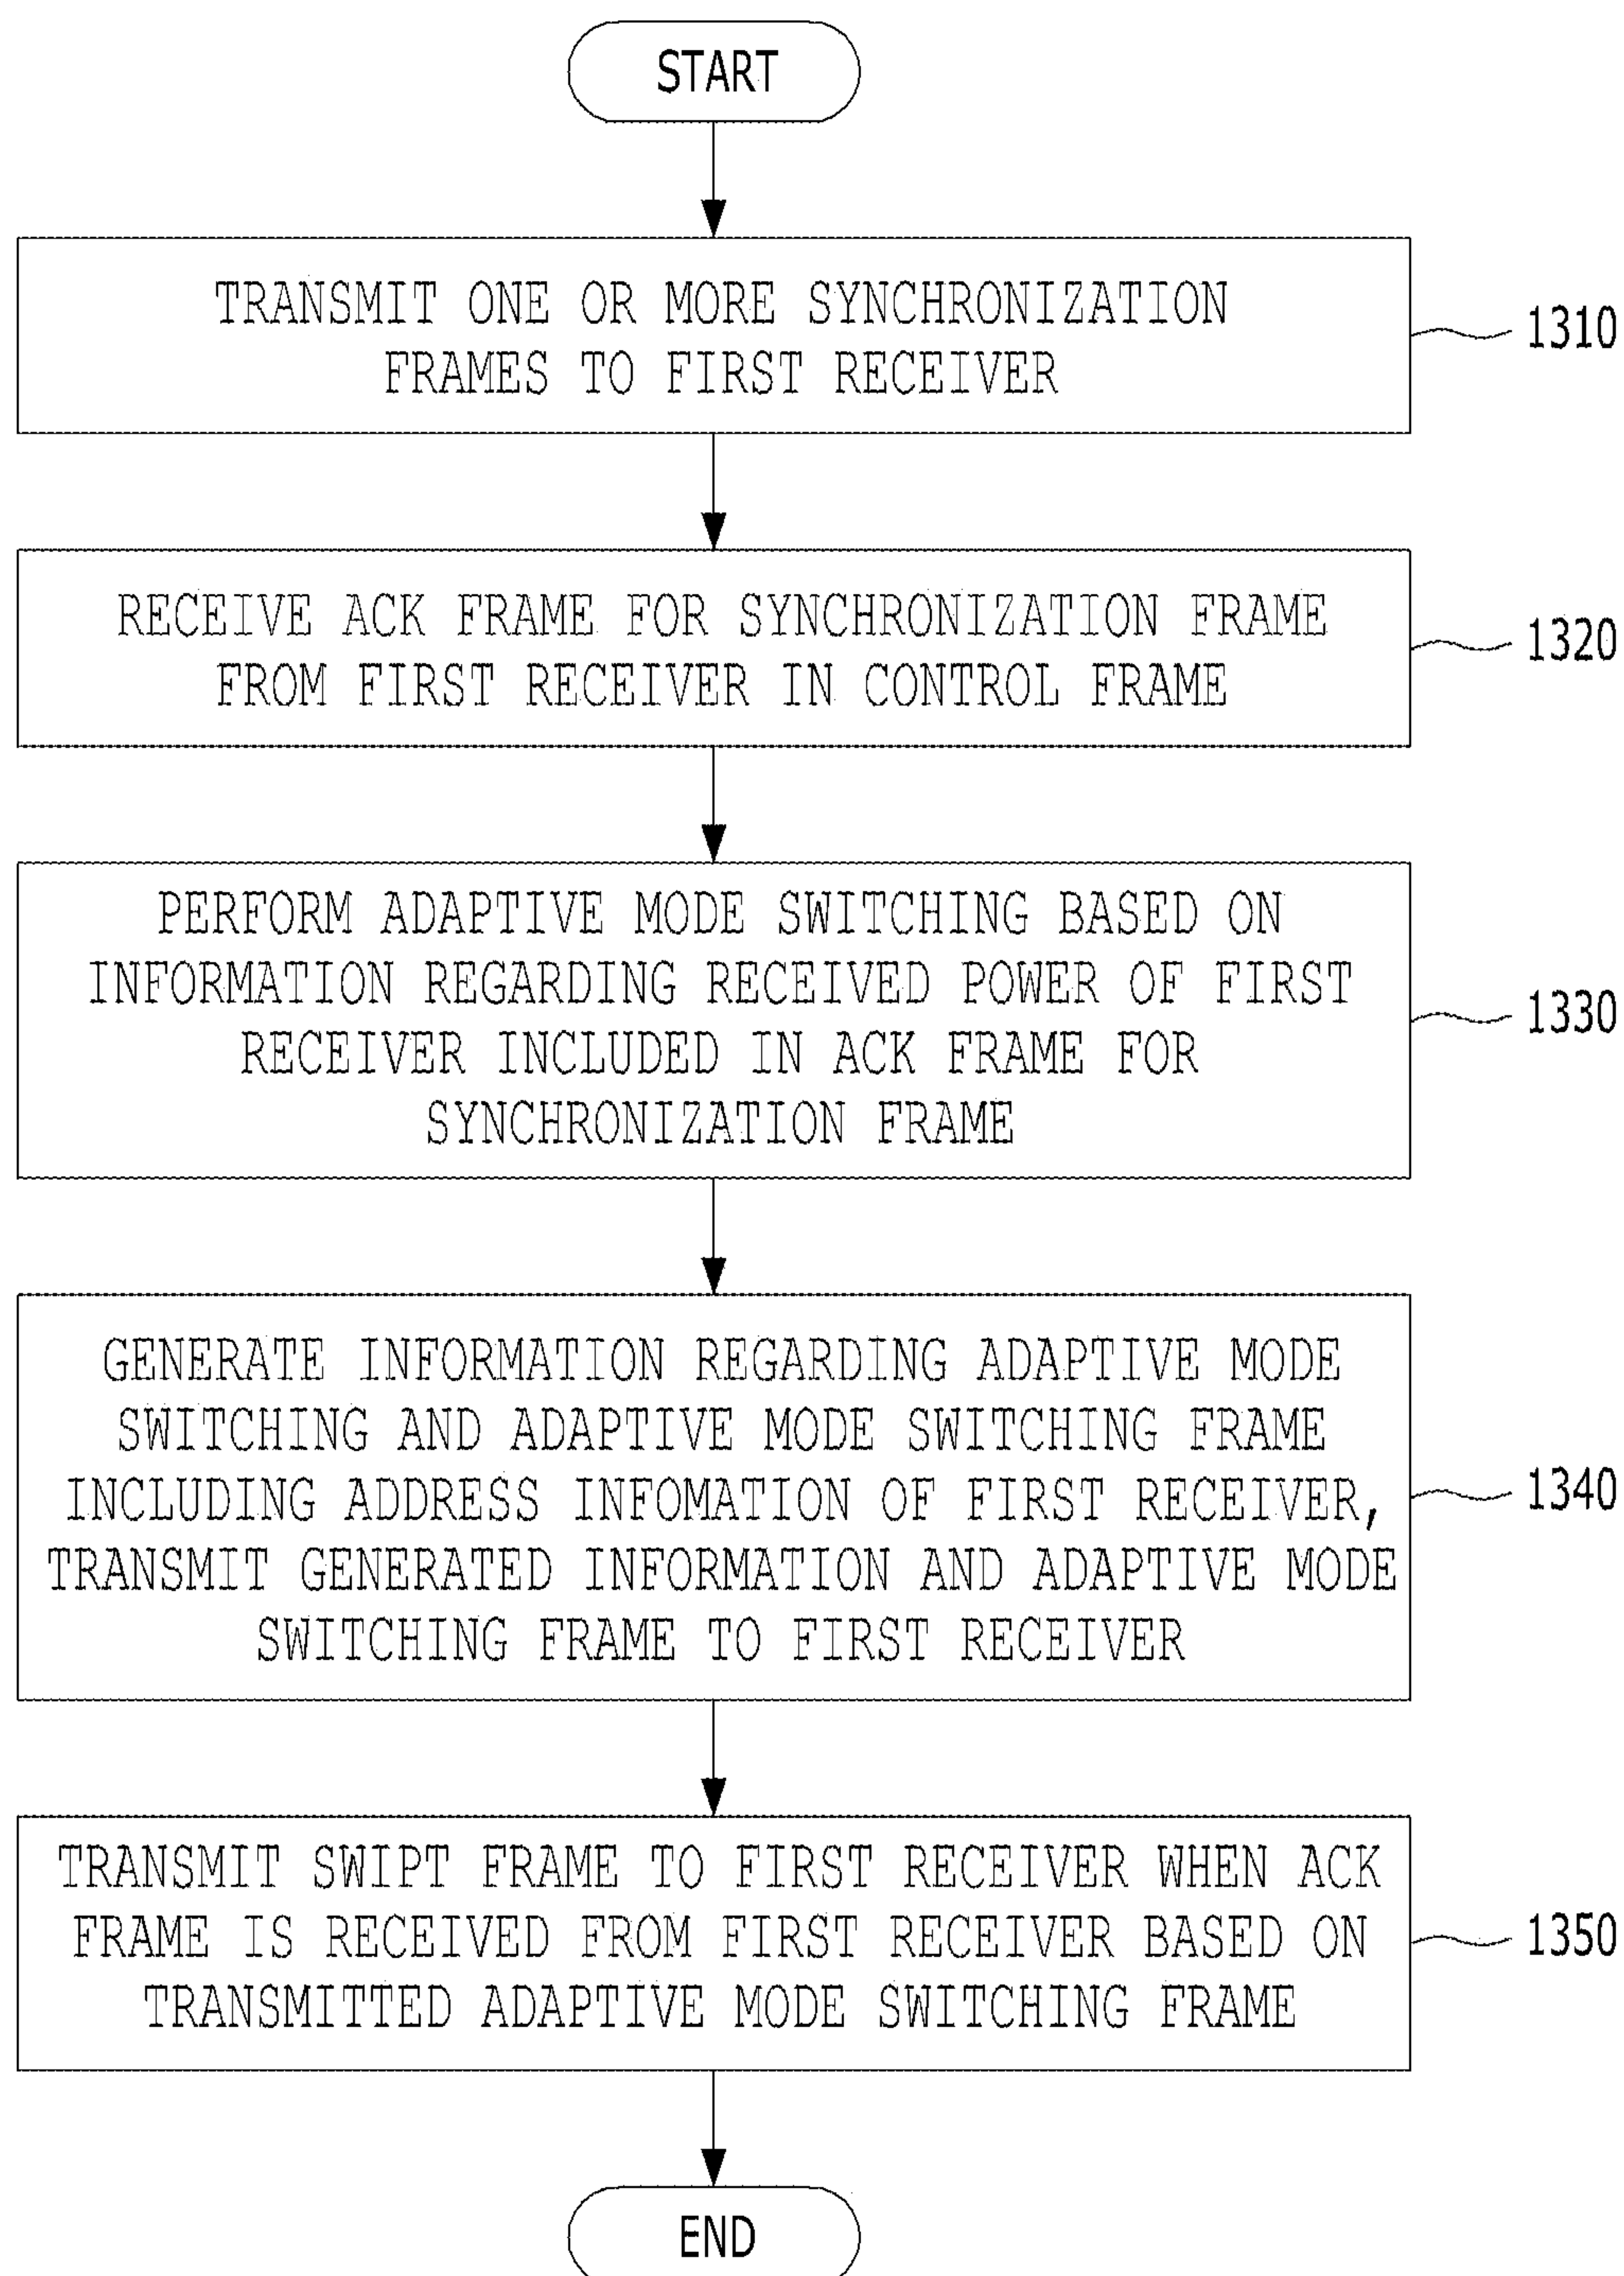 START
TRANSMIT ONE OR MORE SYNCHRONIZATION
FRAMES TO FIRST RECEIVER
1310
RECEIVE ACK FRAME FOR SYNCHRONIZATION FRAME
FROM FIRST RECEIVER IN CONTROL FRAME
1320
PERFORM ADAPTIVE MODE SWITCHING BASED ON
INFORMATION REGARDING RECEIVED POWER OF FIRST
RECEIVER INCLUDED IN ACK FRAME FOR
SYNCHRONIZATION FRAME
1330
GENERATE INFORMATION REGARDING ADAPTIVE MODE
SWITCHING AND ADAPTIVE MODE SWITCHING FRAME
INCLUDING ADDRESS INFOMATION OF FIRST RECEIVER,
TRANSMIT GENERATED INFORMATION AND ADAPTIVE MODE
SWITCHING FRAME TO FIRST RECEIVER
1340
TRANSMIT SWIPT FRAME TO FIRST RECEIVER WHEN ACK
FRAME IS RECEIVED FROM FIRST RECEIVER BASED ON
TRANSMITTED ADAPTIVE MODE SWITCHING FRAME
1350
END